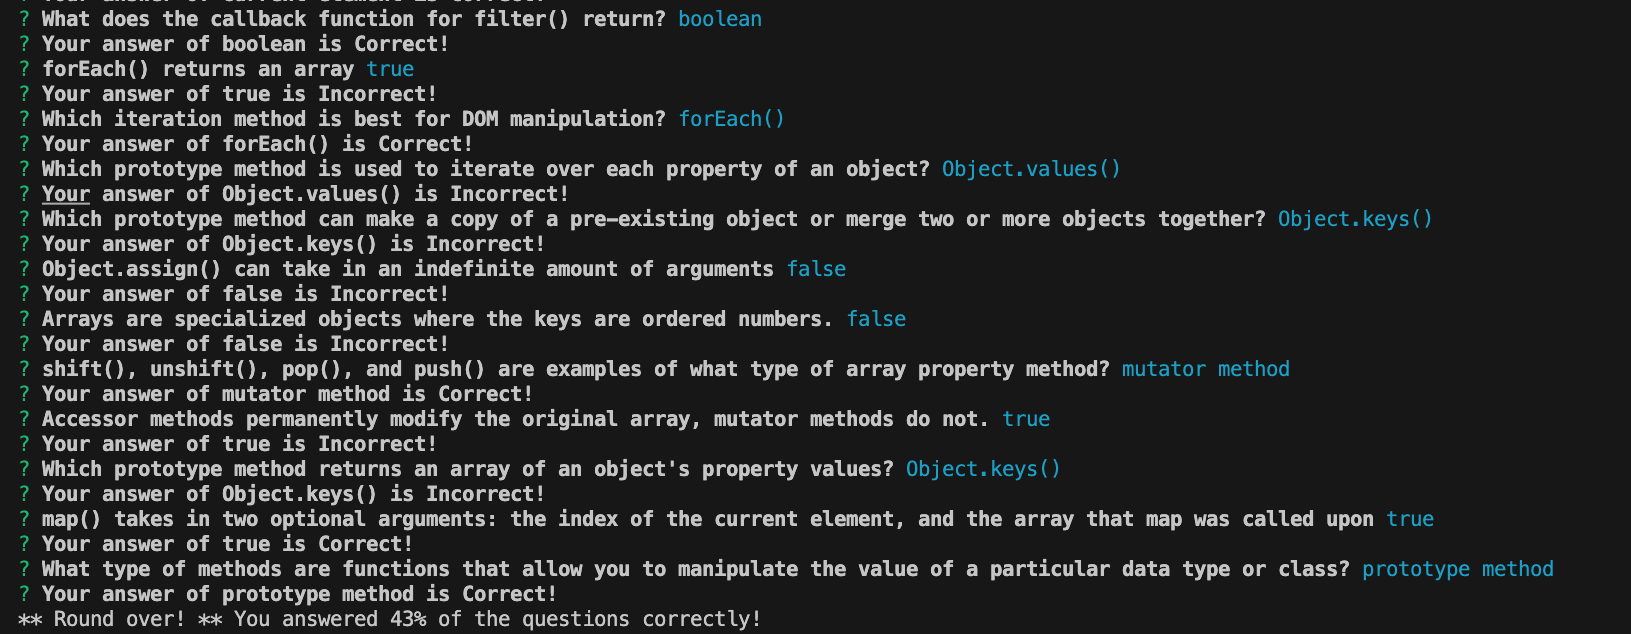 ? What does the callback function for filter() return? boolean
? Your answer of boolean is Correct!
? forEach() returns an array true
? Your answer of true is Incorrect!
? Which iteration method is best for DOM manipulation? forEach()
? Your answer of forEach() is Correct!
? Which prototype method is used to iterate over each property of an object? Object.values()
? Your answer of Object.values() is Incorrect!
? Which prototype method can make a copy of a pre-existing object or merge two or more objects together? Object.keys()
? Your answer of Object.keys() is Incorrect!
? Object.assign() can take in an indefinite amount of arguments false
? Your answer of false is Incorrect!
? Arrays are specialized objects where the keys are ordered numbers. false
? Your answer of false is Incorrect!
? shift(), unshift(), pop(), and push() are examples of what type of array property method? mutator method
? Your answer of mutator method is Correct!
? Accessor methods permanently modify the original array, mutator methods do not. true
? Your answer of true is Incorrect!
? Which prototype method returns an array of an object's property values? Object.keys()
? Your answer of Object.keys() is Incorrect!
? map() takes in two optional arguments: the index of the current element, and the array that map was called upon true
? Your answer of true is Correct!
? What type of methods are functions that allow you to manipulate the value of a particular data type or class? prototype method
? Your answer of prototype method is Correct!
** Round over! ** You answered 43% of the questions correctly!